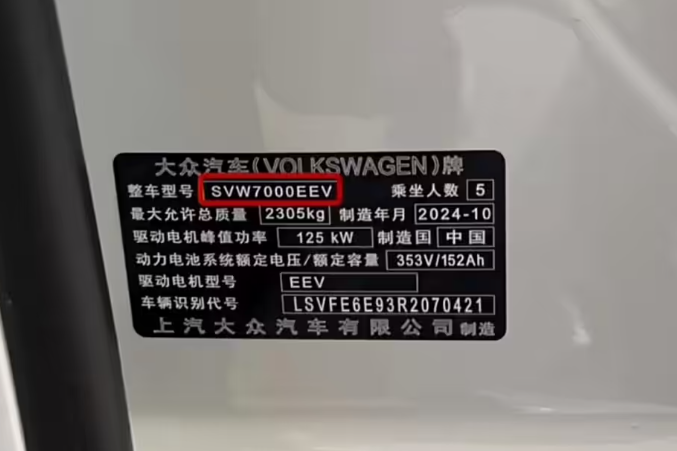 大众汽车(VOLKSWAGEN)牌
整车型号 SVW7000EEV 乘坐人数 5
最大允许总质量 2305kg 制造年月 2024-10
驱动电机峰值功率 125 kW 制造国 中国
动力电池系统额定电压/额定容量 353V/152Ah
驱动电机型号 EEV
车辆识别代号 LSVFE6E93R2070421
上汽大众汽车有限公司 制造